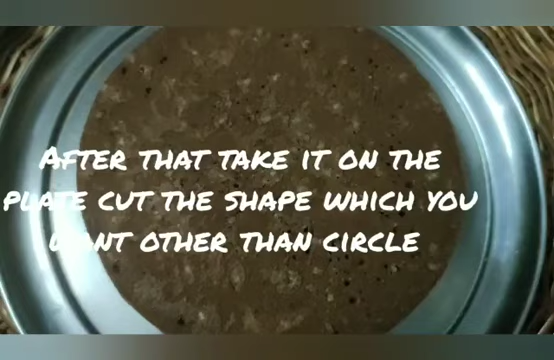 After that take it on the
plate cut the shape which you
want other than circle